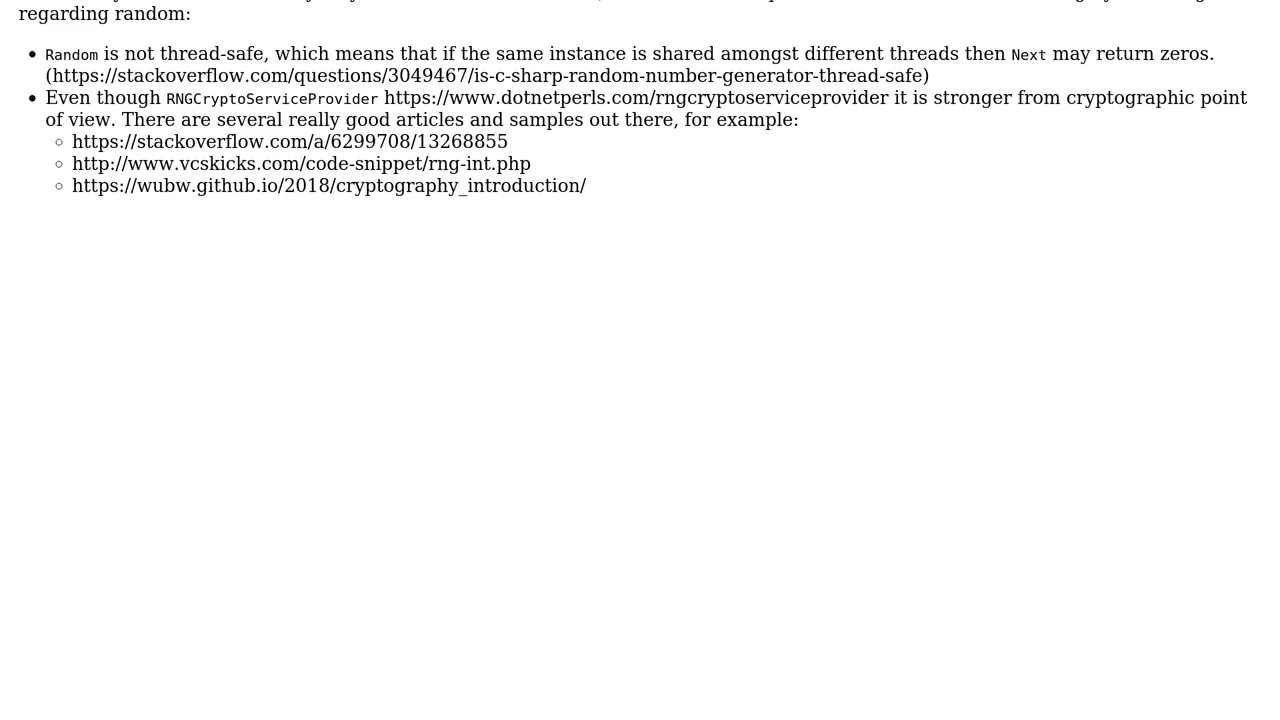 regarding random:
Random is not thread-safe, which means that if the same instance is shared amongst different threads then Next may return zeros.
(https://stackoverflow.com/questions/3049467/is-c-sharp-random-number-generator-thread-safe)
Even though RNGCryptoServiceProvider https://www.dotnetperls.com/rngcryptoserviceprovider it is stronger from cryptographic point
of view. There are several really good articles and samples out there, for example:
https://stackoverflow.com/a/6299708/13268855
http://www.vcskicks.com/code-snippet/rng-int.php
https://wubw.github.io/2018/cryptography_introduction/